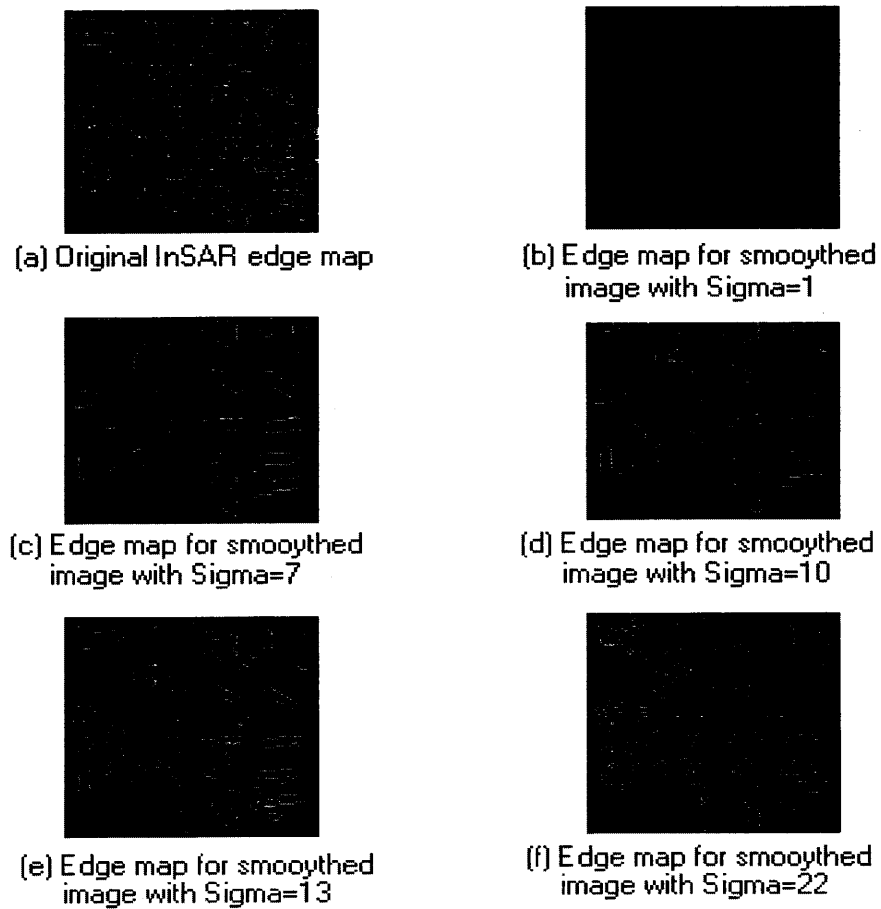 (a) Original InSAR edge map
(b) Edge map for smooythed
image with Sigma=1
(c) Edge map for smooythed
image with Sigma=7
(d) Edge map for smooythed
image with Sigma=10
(e) Edge map for smooythed
image with Sigma=13
(f) Edge map for smooythed
image with Sigma=22